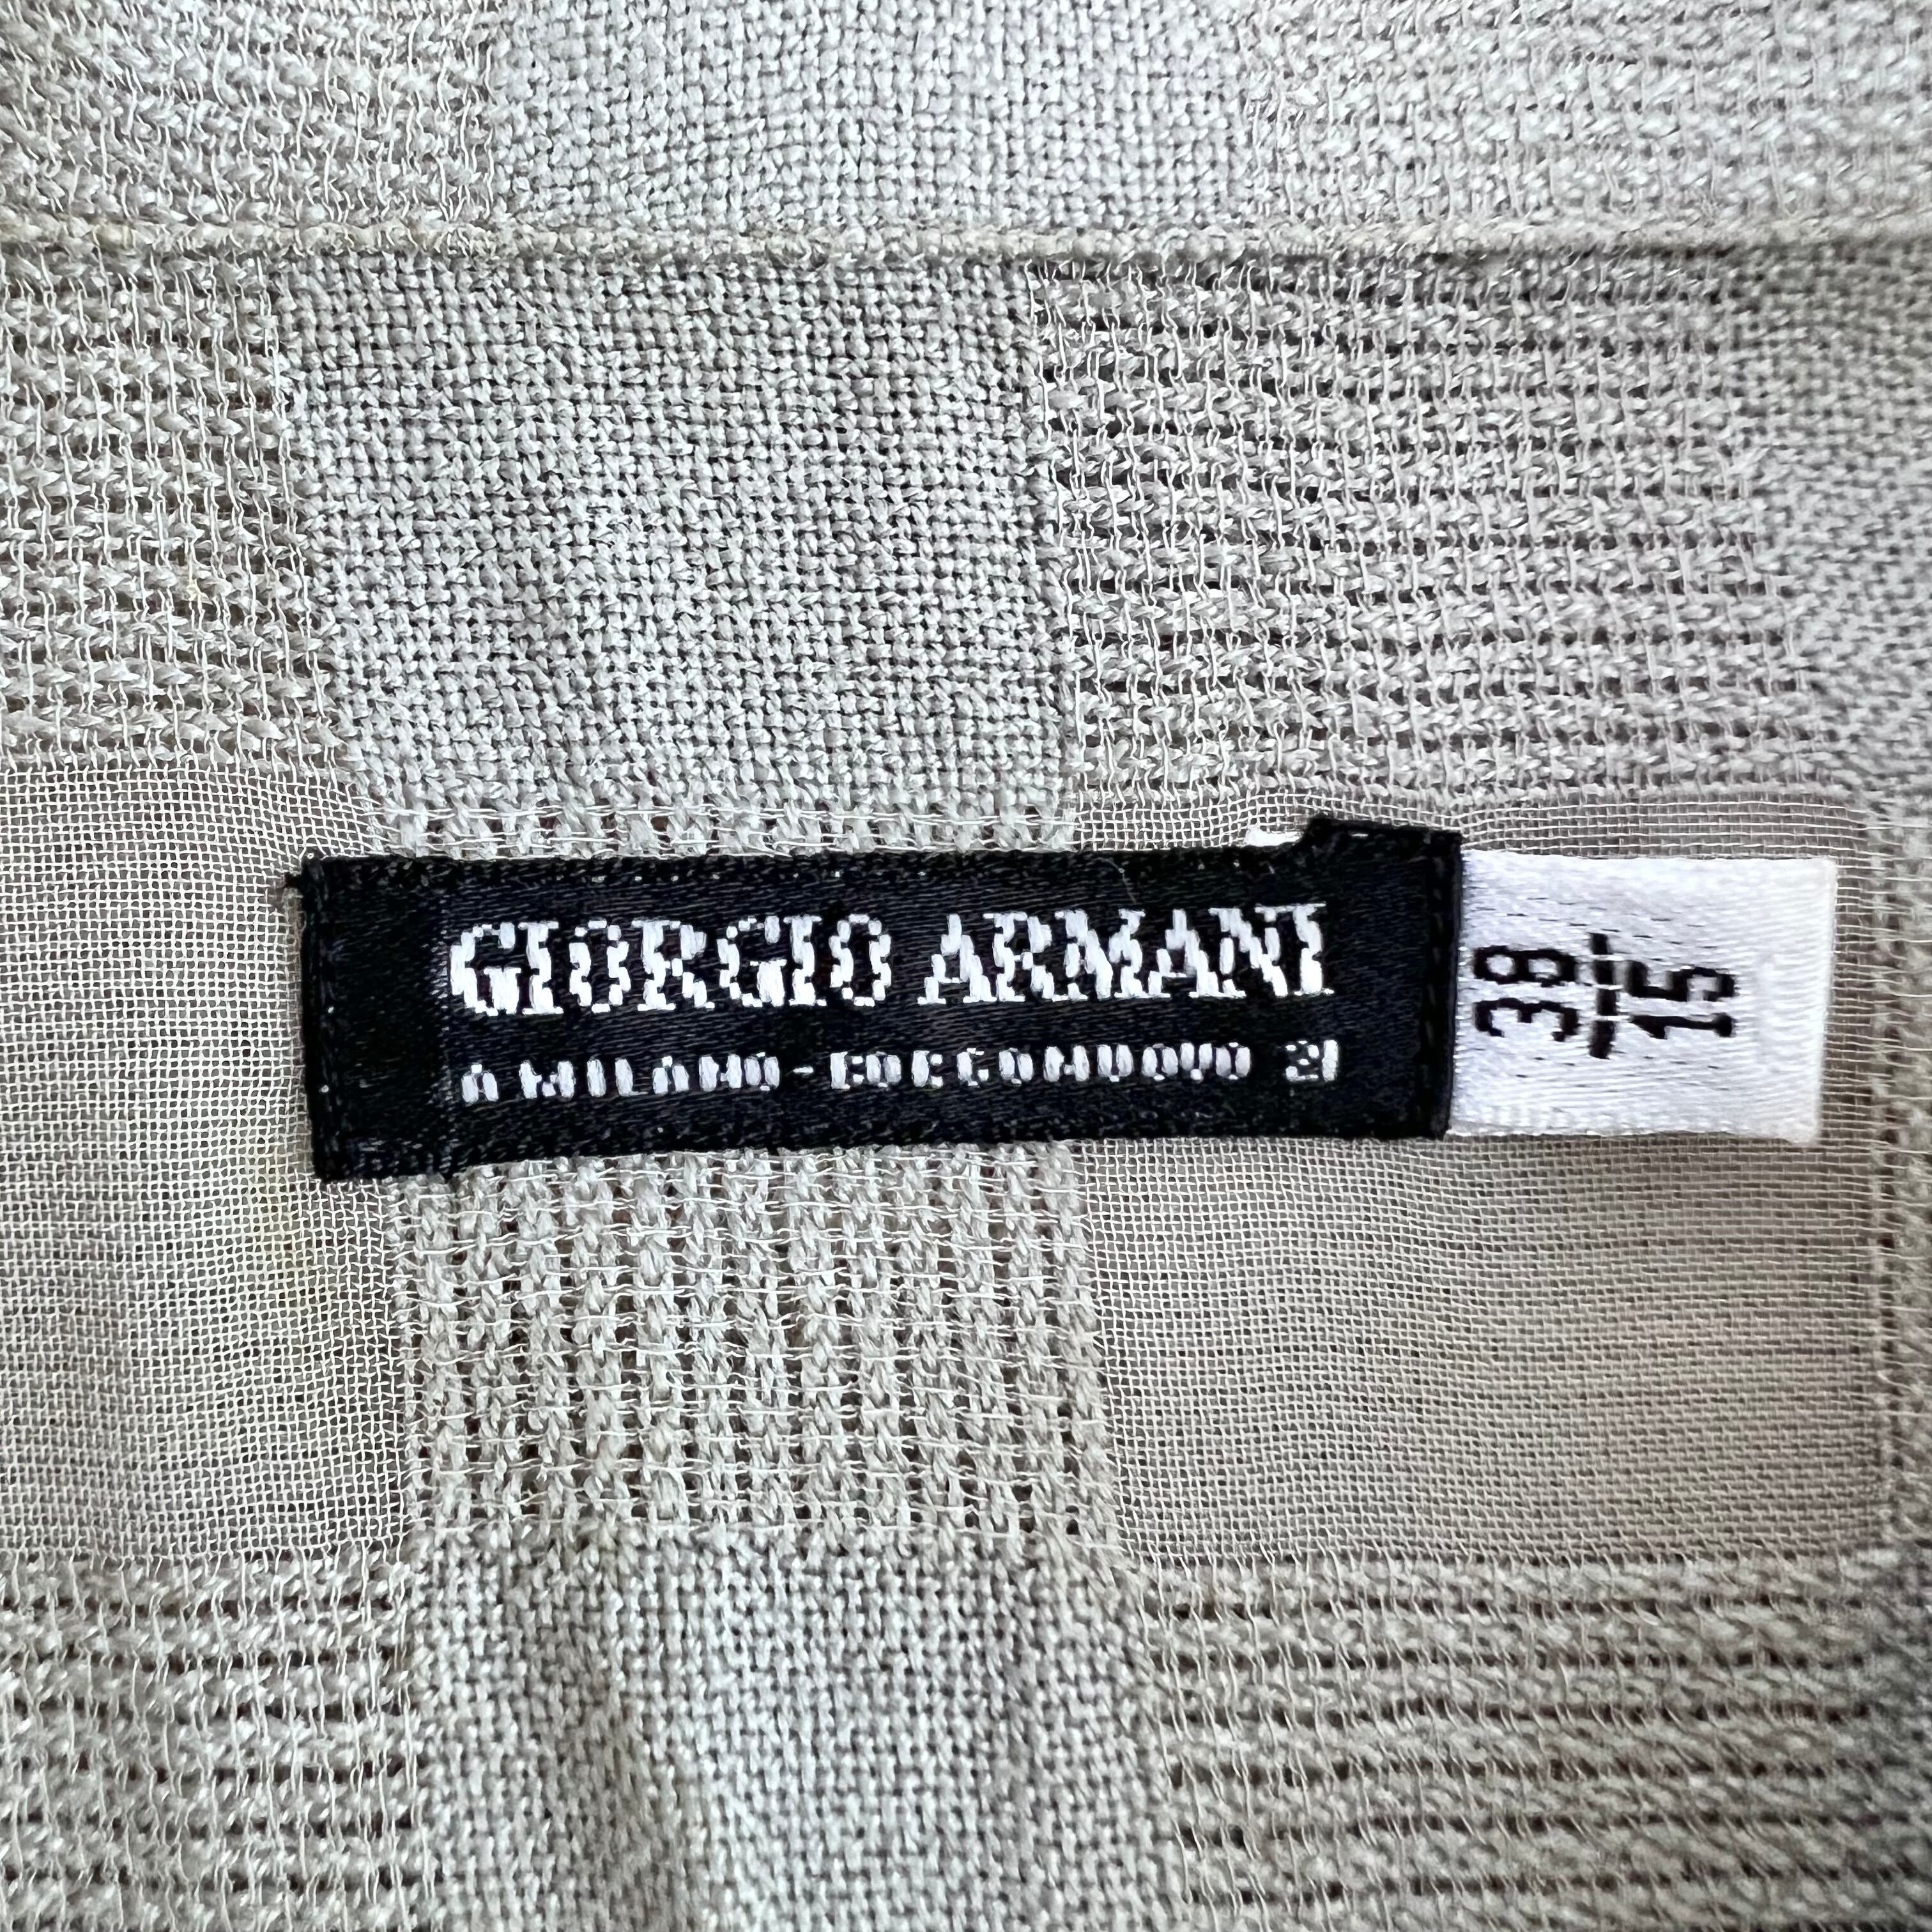 GIORGIO ARMANI
A MILANO-BORGONUOVO 21
38
15